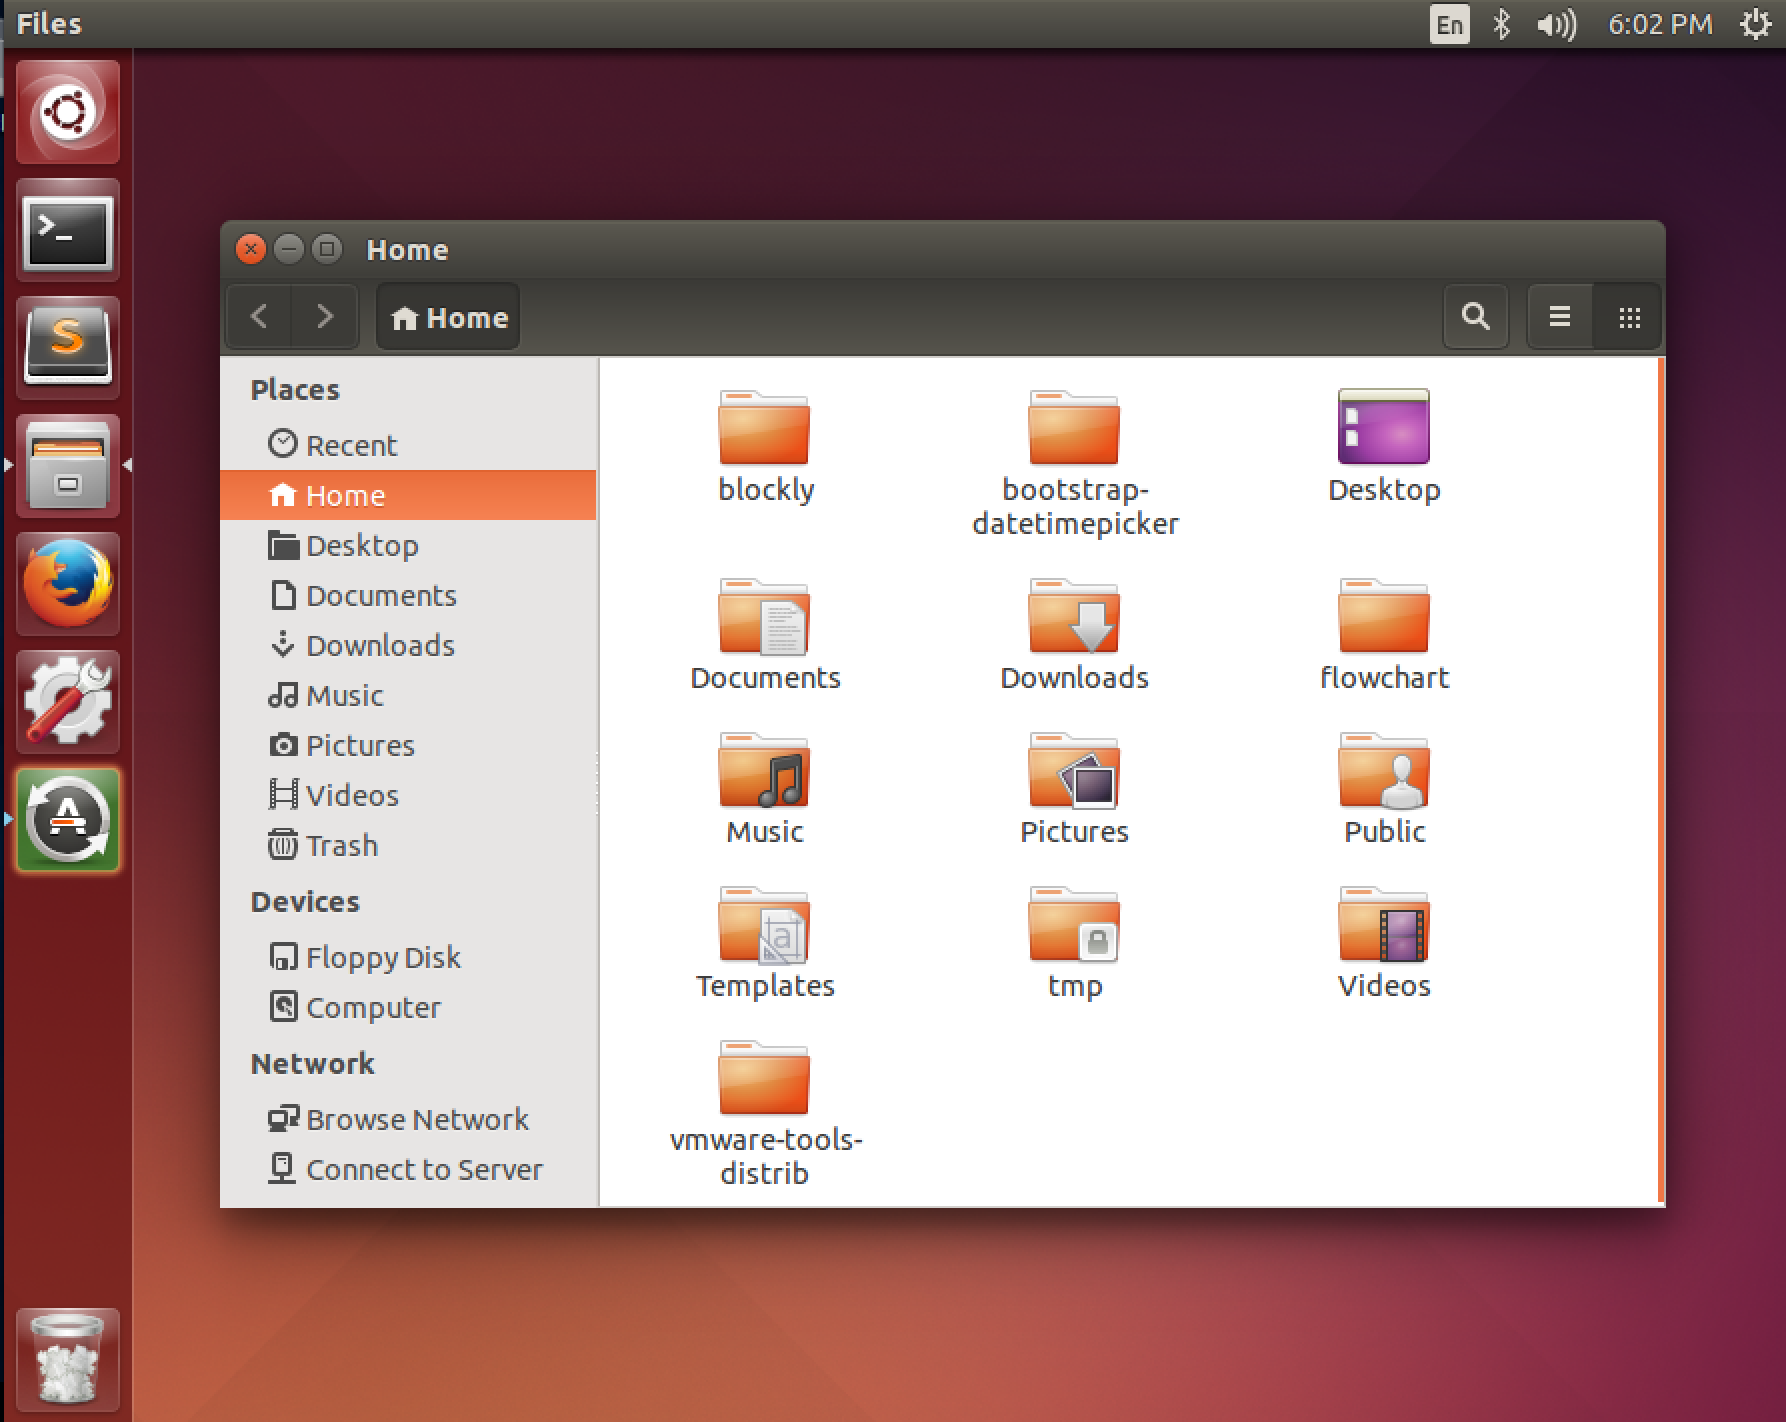 Files
En
6:02 PM
Home
Home
Places
Recent
Home
Desktop
Documents
Downloads
Music
Pictures
Videos
Trash
Devices
Floppy Disk
Computer
Network
Browse Network
Connect to Server
blockly
bootstrap-
datetimepicker
Desktop
Documents
Downloads
flowchart
Music
Pictures
Public
Templates
tmp
Videos
vmware-tools-
distrib